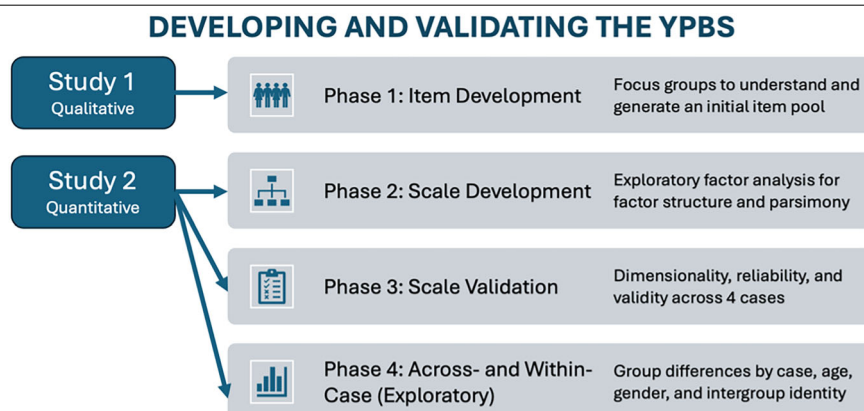 DEVELOPING AND VALIDATING THE YPBS
Study 1
Qualitative
Phase 1: Item Development
Focus groups to understand and
generate an initial item pool
Study 2
Quantitative
Phase 2: Scale Development
Exploratory factor analysis for
factor structure and parsimony
Phase 3: Scale Validation
Dimensionality, reliability, and
validity across 4 cases
Phase 4: Across- and Within-
Case (Exploratory)
Group differences by case, age,
gender, and intergroup identity